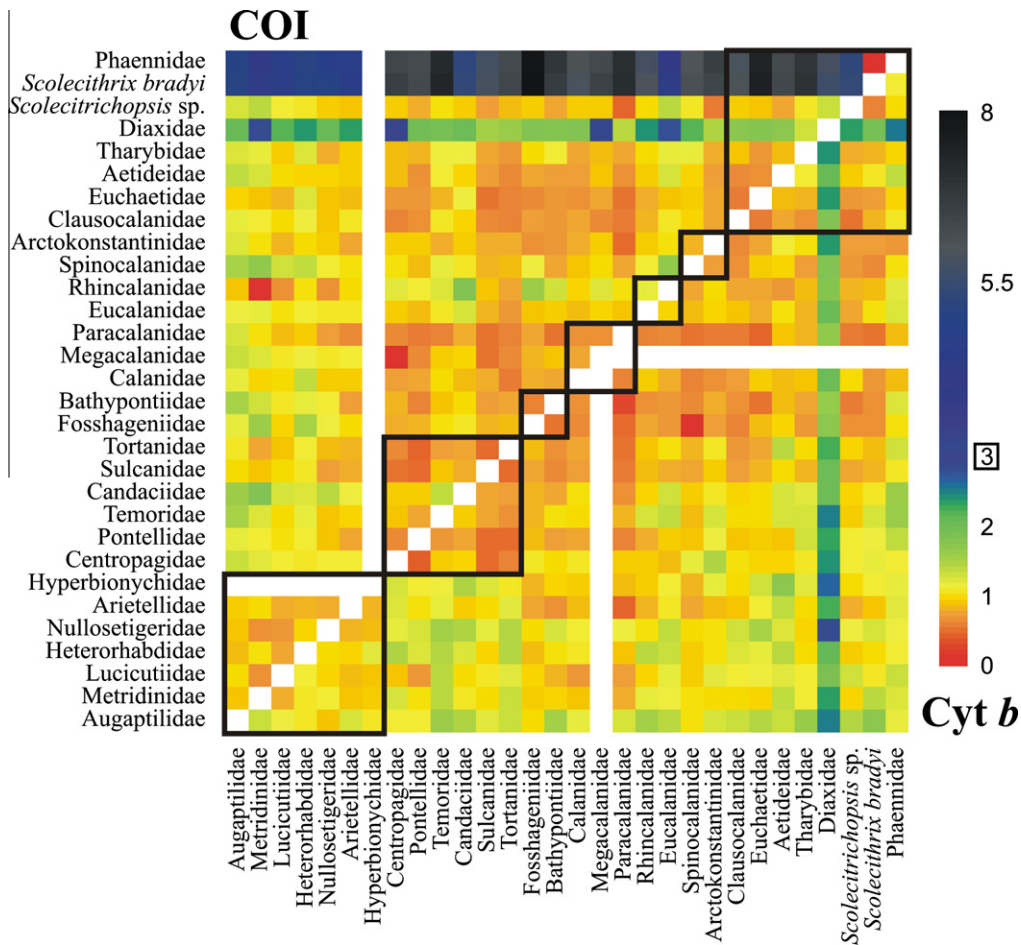 COI
Phaennidae
Scolecithrix bradyi
Scolecitrichopsis sp.
Diaxidae
Tharybidae
Aetideidae
Euchaetidae
Clausocalanidae
Arctokonstantinidae
Spinocalanidae
Rhincalanidae
Eucalanidae
Paracalanidae
Megacalanidae
Calanidae
Bathypontiidae
Fosshageniidae
Tortanidae
Sulcanidae
Candaciidae
Temoridae
Pontellidae
Centropagidae
Hyperbionychidae
Arietellidae
Nullosetigeridae
Heterorhabdidae
Lucicutiidae
Metridinidae
Augaptilidae
8
5.5
3
2
1
0
Cyt b
Augaptilidae
Metridinidae
Lucicutiidae
Heterorhabdidae
Nullosetigeridae
Arietellidae
Hyperbionychidae
Centropagidae
Pontellidae
Temoridae
Candaciidae
Sulcanidae
Tortanidae
Fosshageniidae
Bathypontiidae
Calanidae
Megacalanidae
Paracalanidae
Rhincalanidae
Eucalanidae
Spinocalanidae
Arctokonstantinidae
Clausocalanidae
Euchaetidae
Aetideidae
Tharybidae
Diaxidae
Scolecitrichopsis sp.
Scolecithrix bradyi
Phaennidae